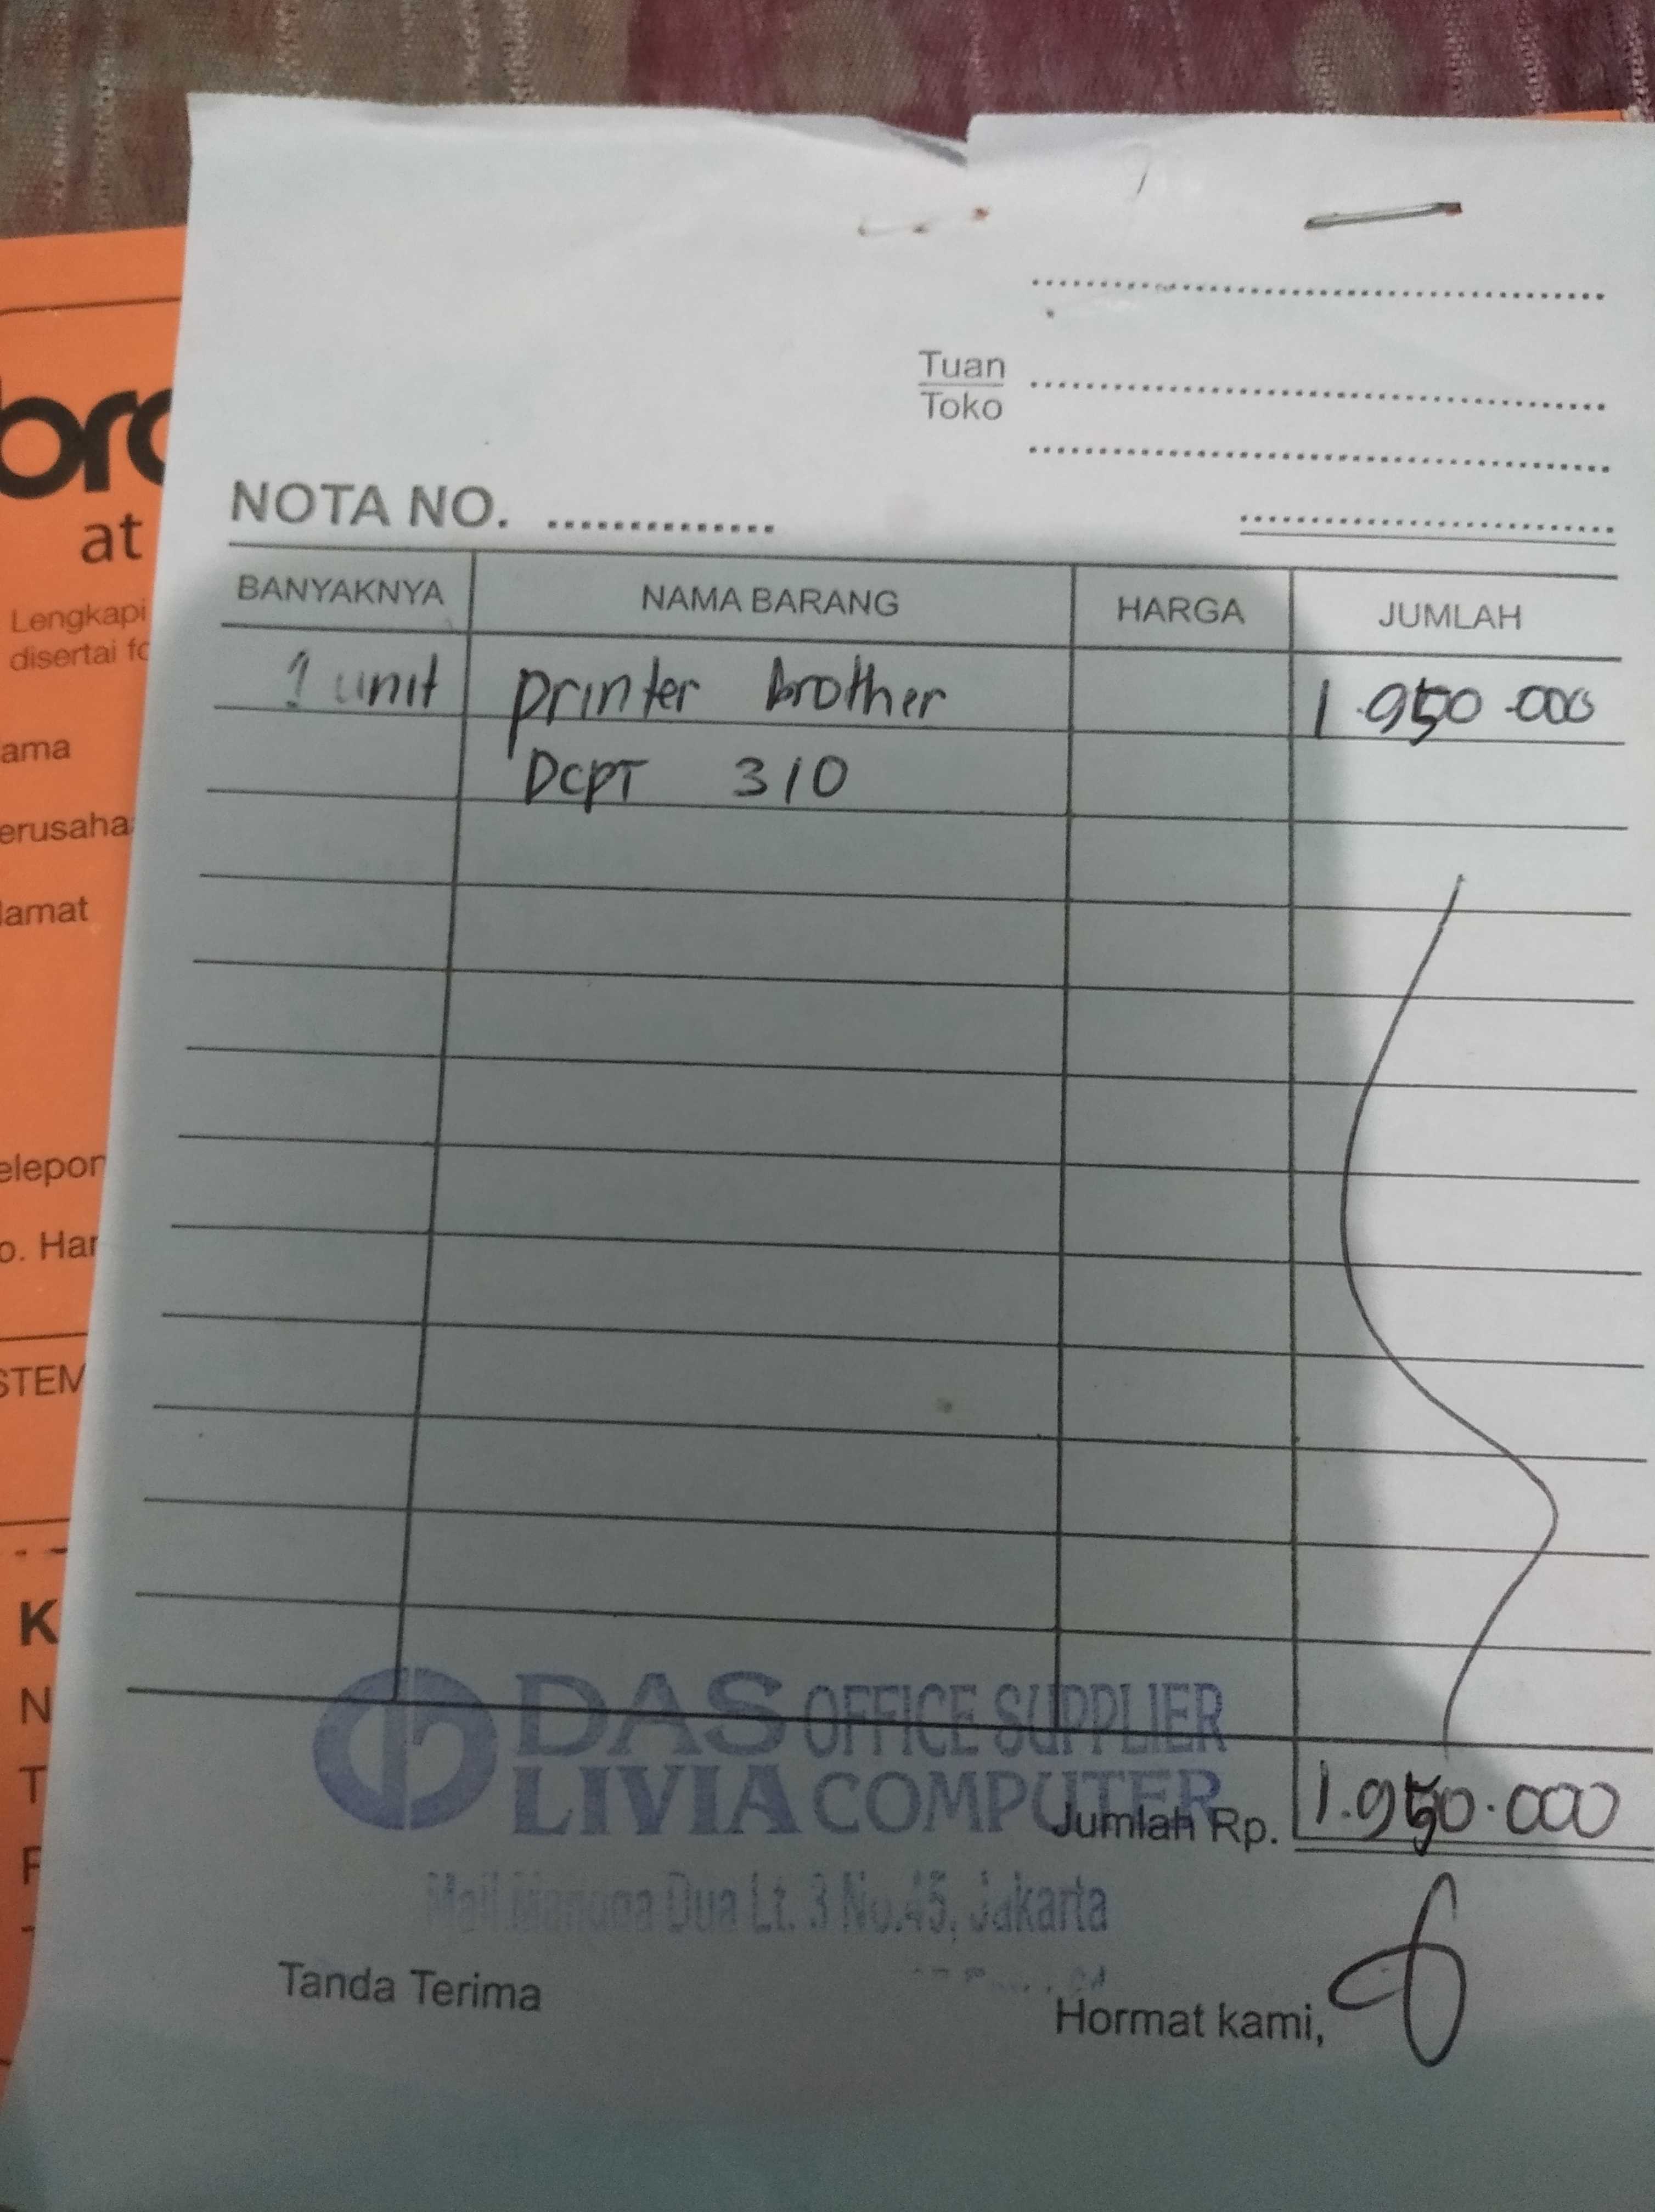 bro
at
Lengkapi
disertai fo
ama
erusaha
lamat
elepon
o. Har
STEM
K
N
T
Tuan
Toko
NOTA NO. ..............
BANYAKNYA NAMA BARANG HARGA JUMLAH
1 unit printer brother 1.950.000
DCPT 310
DAS OFFICE SUPPLIER
LIVIA COMPUTER
Jumlah Rp. 1.950.000
Mall Mangga Dua Lt. 3 No.45, Jakarta
Tanda Terima
Hormat kami,